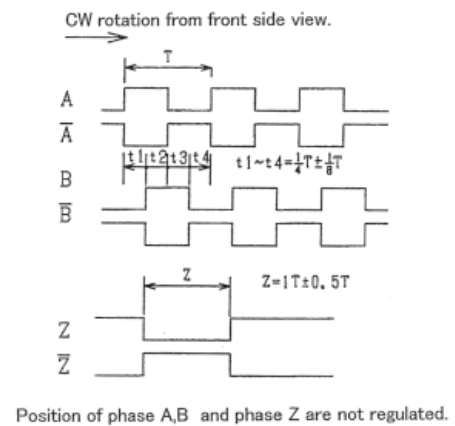 CW rotation from front side view.
T
A
A̅
t1 t2 t3 t4 t1~t4=¼T±⅛T
B
B̅
Z Z=1T±0.5T
Z
Z̅
Position of phase A,B and phase Z are not regulated.